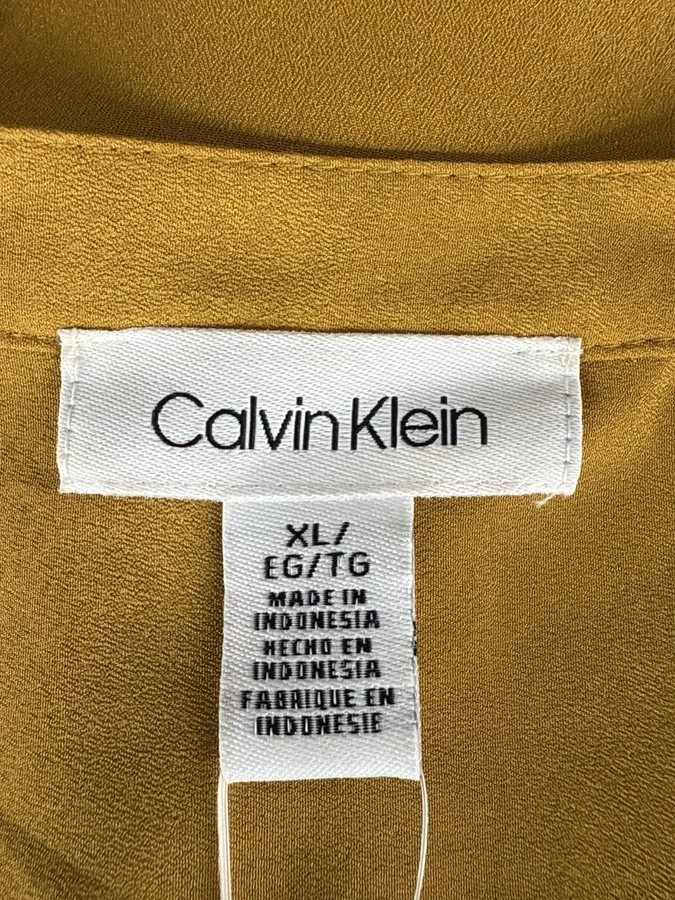 Calvin Klein
XL/
EG/TG
MADE IN
INDONESIA
HECHO EN
INDONESIA
FABRIQUE EN
INDONESIE